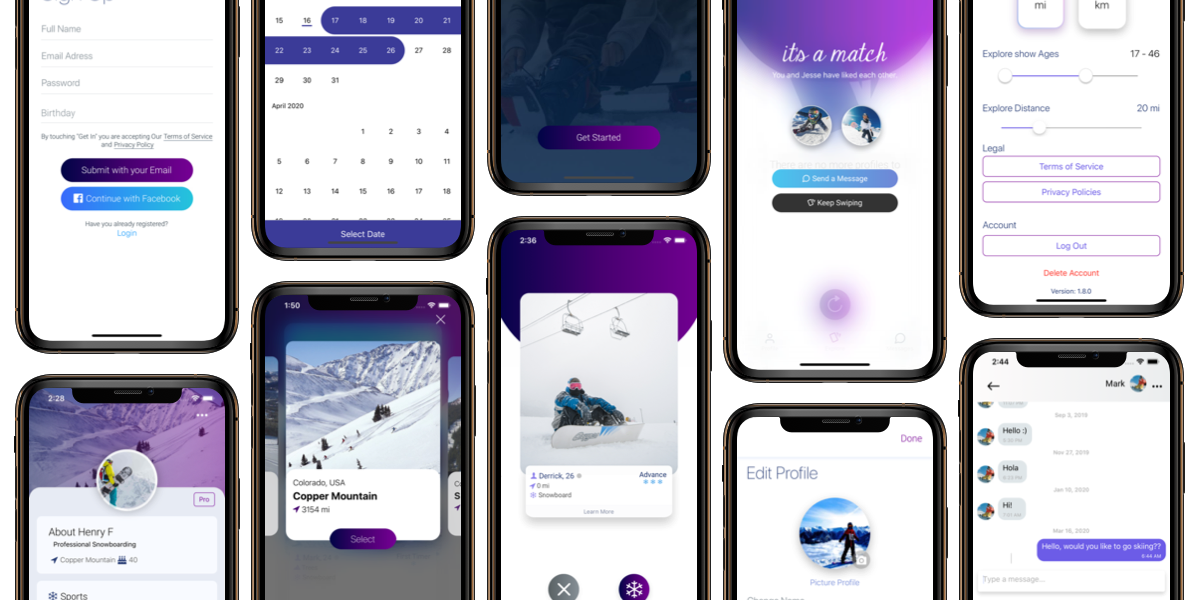 Sign Up
Full Name
Email Adress
Password
Birthday
By touching "Get In" you are accepting Our Terms of Service
and Privacy Policy
Submit with your Email
Continue with Facebook
Have you already registered?
Login
2:28
Pro
About Henry F
Professional Snowboarding
Copper Mountain 40
Sports
15 16 17 18 19 20 21
22 23 24 25 26 27 28
29 30 31
April 2020
1 2 3 4
5 6 7 8 9 10 11
12 13 14 15 16 17 18
Select Date
1:50
Colorado, USA
Copper Mountain
3154 mi
Select
Get Started
2:36
Derrick, 26
Advance
0 mi
Snowboard
Learn More
it's a match
You and Jesse have liked each other.
There are no more profiles to
Send a Message
Keep Swiping
Done
Edit Profile
Picture Profile
Change Name
mi
km
Explore show Ages 17 - 46
Explore Distance 20 mi
Legal
Terms of Service
Privacy Policies
Account
Log Out
Delete Account
Version: 1.8.0
2:44
Mark
Sep 3, 2019
Hello :)
Nov 27, 2019
Hola
Jan 10, 2020
Hi!
Mar 16, 2020
Hello, would you like to go skiing??
9:44 AM
Type a message...